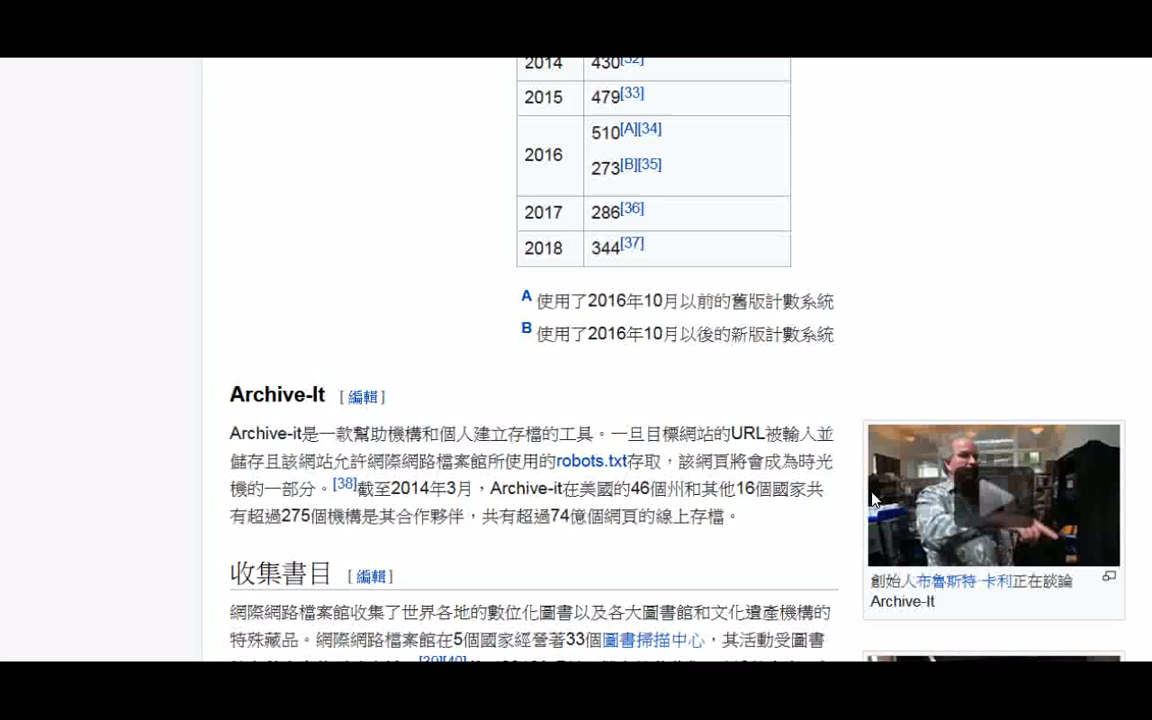 2014 430[32]
2015 479[33]
2016 510[A][34]
273[B][35]
2017 286[36]
2018 344[37]
A 使用了2016年10月以前的舊版計數系統
B 使用了2016年10月以後的新版計數系統
Archive-It [編輯]
Archive-it是一款幫助機構和個人建立存檔的工具。一旦目標網站的URL被輸入並
儲存且該網站允許網際網路檔案館所使用的robots.txt存取，該網頁將會成為時光
機的一部分。[38]截至2014年3月，Archive-it在美國的46個州和其他16個國家共
有超過275個機構是其合作夥伴，共有超過74億個網頁的線上存檔。
創始人布魯斯特·卡利正在談論
Archive-It
收集書目 [編輯]
網際網路檔案館收集了世界各地的數位化圖書以及各大圖書館和文化遺產機構的
特殊藏品。網際網路檔案館在5個國家經營著33個圖書掃描中心，其活動受圖書
[39][40]